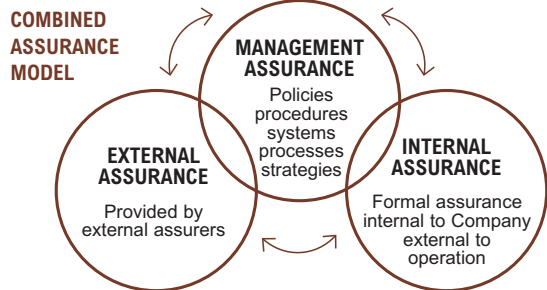 COMBINED
ASSURANCE
MODEL
MANAGEMENT
ASSURANCE
Policies
procedures
systems
processes
strategies
EXTERNAL
ASSURANCE
Provided by
external assurers
INTERNAL
ASSURANCE
Formal assurance
internal to Company
external to
operation